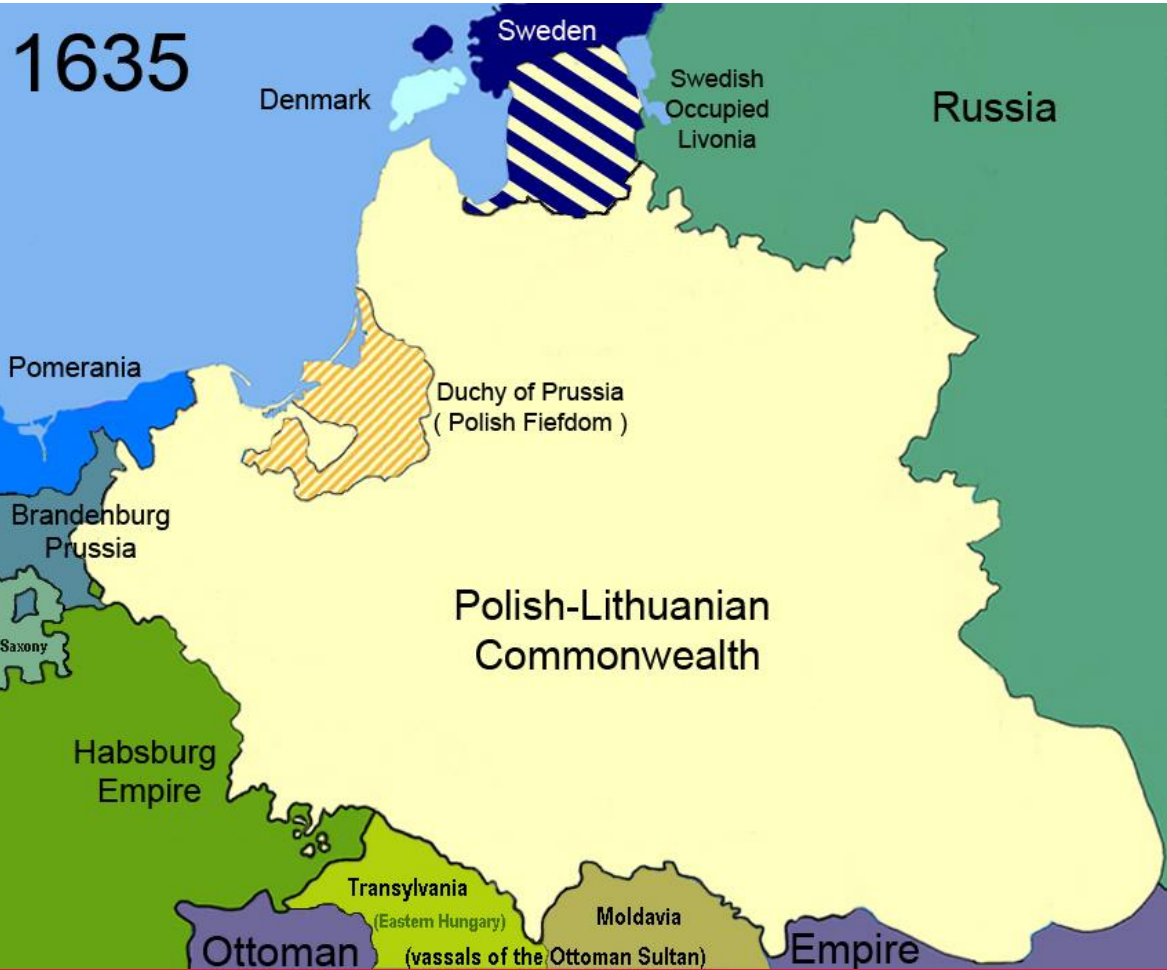 1635
Sweden
Denmark
Swedish
Occupied
Livonia
Russia
Pomerania
Duchy of Prussia
( Polish Fiefdom )
Brandenburg
Prussia
Polish-Lithuanian
Commonwealth
Saxony
Habsburg
Empire
Transylvania
(Eastern Hungary)
Moldavia
Ottoman
(vassals of the Ottoman Sultan)
Empire